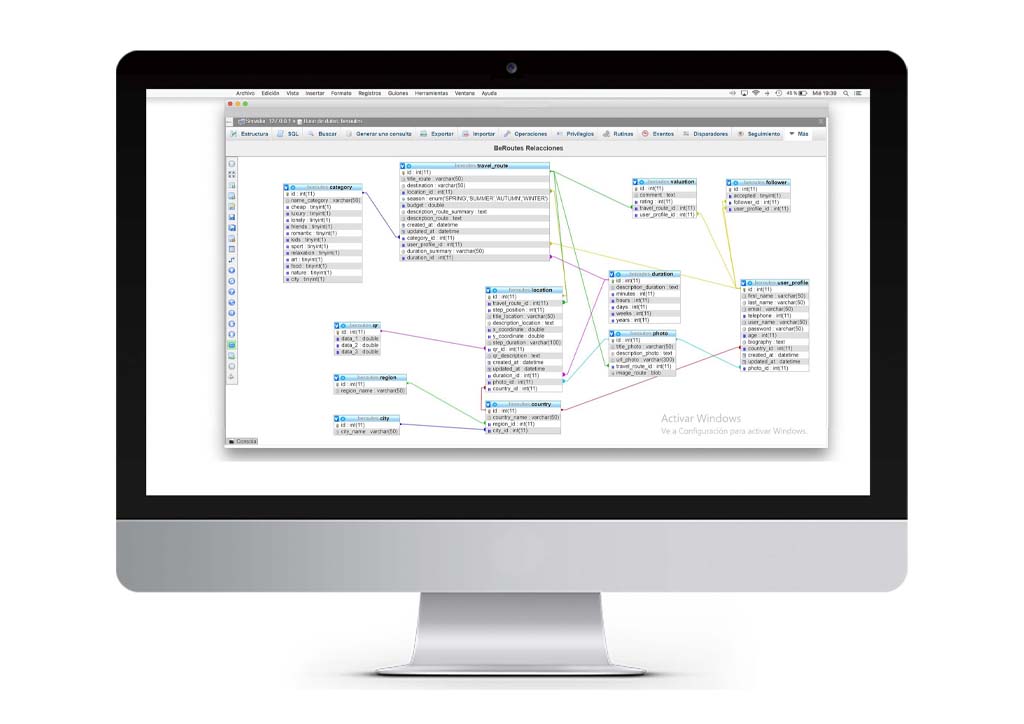 Archivo Edición Vista Insertar Formato Registros Guiones Herramientas Ventana Ayuda
45% Mié 19:39
Servidor: 127.0.0.1 » Base de datos: beroutes
Estructura SQL Buscar Generar una consulta Exportar Importar Operaciones Privilegios Rutinas Eventos Disparadores Seguimiento Más
BeRoutes Relacciones
beroutes category
id : int(11)
name_category : varchar(50)
cheap : tinyint(1)
luxury : tinyint(1)
lonely : tinyint(1)
friends : tinyint(1)
romantic : tinyint(1)
kids : tinyint(1)
sport : tinyint(1)
relaxation : tinyint(1)
art : tinyint(1)
food : tinyint(1)
nature : tinyint(1)
city : tinyint(1)
beroutes travel_route
id : int(11)
title_route : varchar(50)
destination : varchar(50)
location_id : int(11)
season : enum('SPRING','SUMMER','AUTUMN','WINTER')
budget : double
description_route_summary : text
description_route : text
created_at : datetime
updated_at : datetime
category_id : int(11)
user_profile_id : int(11)
duration_summary : varchar(50)
duration_id : int(11)
beroutes valuation
id : int(11)
comment : text
rating : int(11)
travel_route_id : int(11)
user_profile_id : int(11)
beroutes follower
id : int(11)
accepted : tinyint(1)
follower_id : int(11)
user_profile_id : int(11)
beroutes location
id : int(11)
travel_route_id : int(11)
step_position : int(11)
title_location : varchar(50)
description_location : text
x_coordinate : double
y_coordinate : double
step_duration : varchar(100)
qr_id : int(11)
qr_description : text
created_at : datetime
updated_at : datetime
duration_id : int(11)
photo_id : int(11)
country_id : int(11)
beroutes duration
id : int(11)
description_duration : text
minutes : int(11)
hours : int(11)
days : int(11)
weeks : int(11)
years : int(11)
beroutes user_profile
id : int(11)
first_name : varchar(50)
last_name : varchar(50)
email : varchar(50)
telephone : int(11)
user_name : varchar(50)
password : varchar(50)
age : int(11)
biography : text
country_id : int(11)
created_at : datetime
updated_at : datetime
photo_id : int(11)
beroutes qr
id : int(11)
data_1 : double
data_2 : double
data_3 : double
beroutes photo
id : int(11)
title_photo : varchar(50)
description_photo : text
url_photo : varchar(300)
travel_route_id : int(11)
image_route : blob
beroutes region
id : int(11)
region_name : varchar(50)
beroutes country
id : int(11)
country_name : varchar(50)
region_id : int(11)
city_id : int(11)
beroutes city
id : int(11)
city_name : varchar(50)
Activar Windows
Ve a Configuración para activar Windows.
Consola